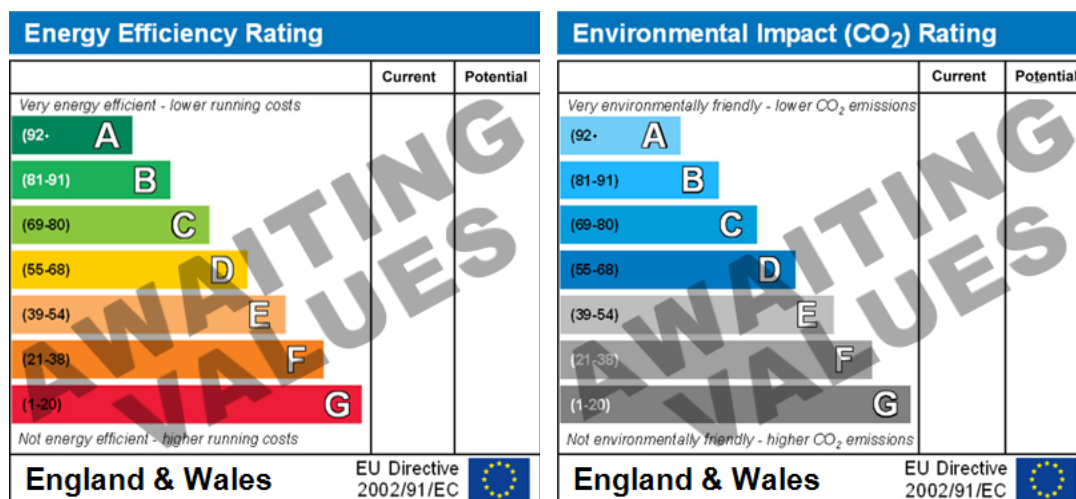 Energy Efficiency Rating
Current Potential
Very energy efficient - lower running costs
(92+ A
(81-91) B
(69-80) C
(55-68) D
(39-54) E
(21-38) F
(1-20) G
Not energy efficient - higher running costs
England & Wales
EU Directive
2002/91/EC
AWAITING
VALUES
Environmental Impact (CO₂) Rating
Current Potential
Very environmentally friendly - lower CO₂ emissions
(92+ A
(81-91) B
(69-80) C
(55-68) D
(39-54) E
(21-38) F
(1-20) G
Not environmentally friendly - higher CO₂ emissions
England & Wales
EU Directive
2002/91/EC
AWAITING
VALUES